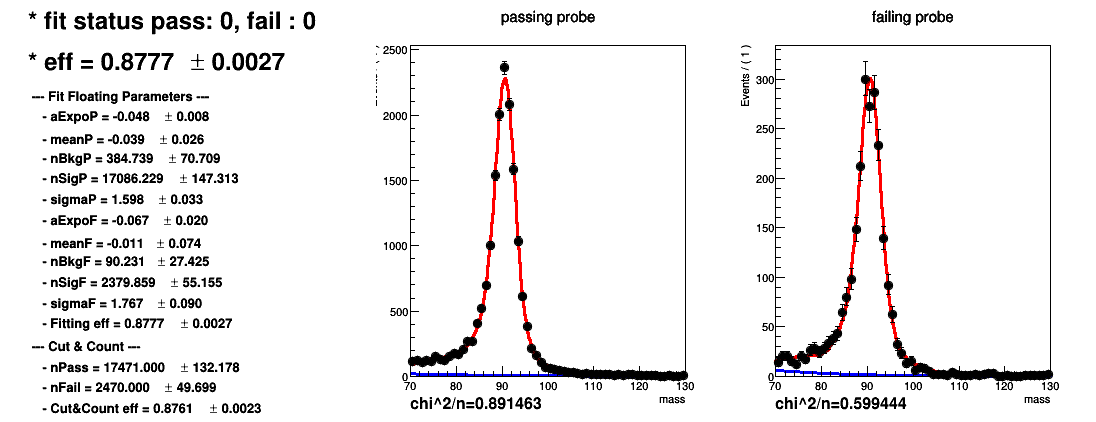 * fit status pass: 0, fail : 0
* eff = 0.8777 ± 0.0027
--- Fit Floating Parameters ---
- aExpoP = -0.048 ± 0.008
- meanP = -0.039 ± 0.026
- nBkgP = 384.739 ± 70.709
- nSigP = 17086.229 ± 147.313
- sigmaP = 1.598 ± 0.033
- aExpoF = -0.067 ± 0.020
- meanF = -0.011 ± 0.074
- nBkgF = 90.231 ± 27.425
- nSigF = 2379.859 ± 55.155
- sigmaF = 1.767 ± 0.090
- Fitting eff = 0.8777 ± 0.0027
--- Cut & Count ---
- nPass = 17471.000 ± 132.178
- nFail = 2470.000 ± 49.699
- Cut&Count eff = 0.8761 ± 0.0023
passing probe
2500
2000
1500
1000
500
0
70 80 90 100 110 120 130
mass
chi^2/n=0.891463
failing probe
Events / ( 1 )
300
250
200
150
100
50
0
70 80 90 100 110 120 130
mass
chi^2/n=0.599444